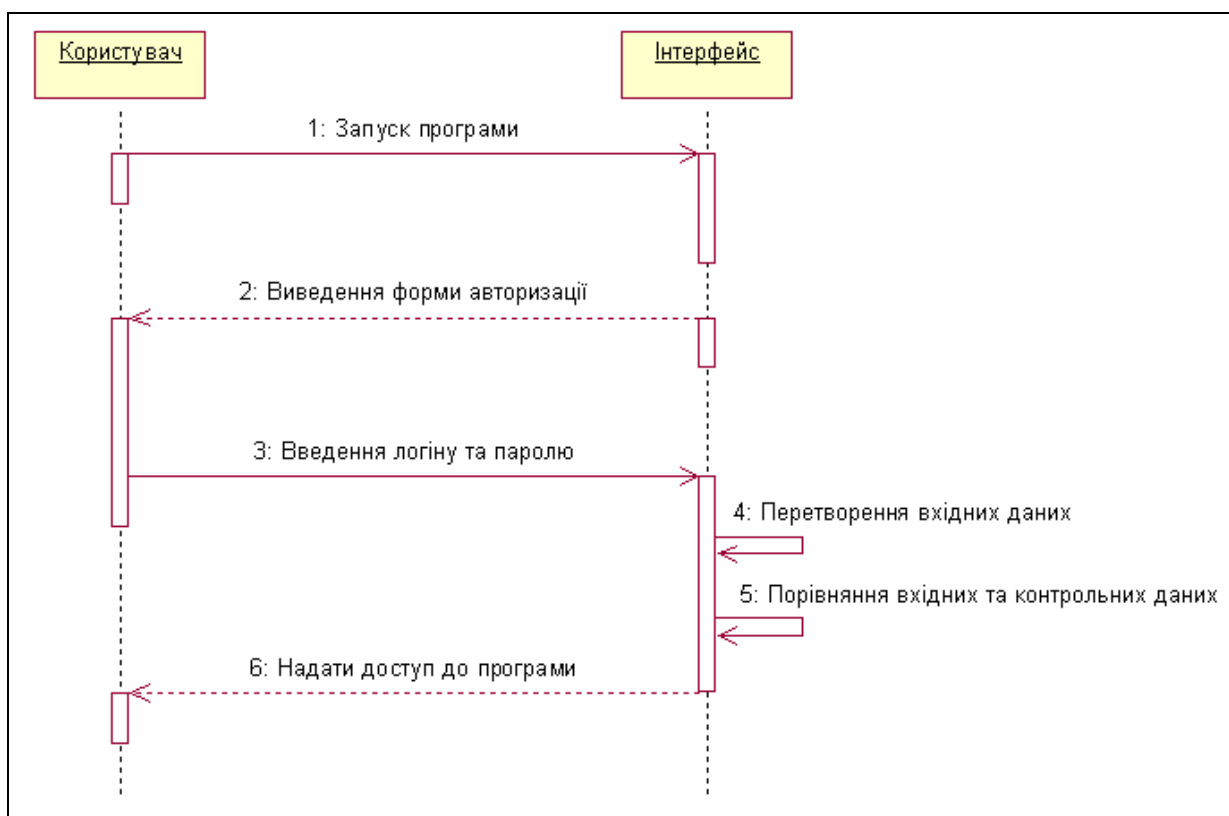 Користувач
Інтерфейс
1: Запуск програми
2: Виведення форми авторизації
3: Введення логіну та паролю
4: Перетворення вхідних даних
5: Порівняння вхідних та контрольних даних
6: Надати доступ до програми